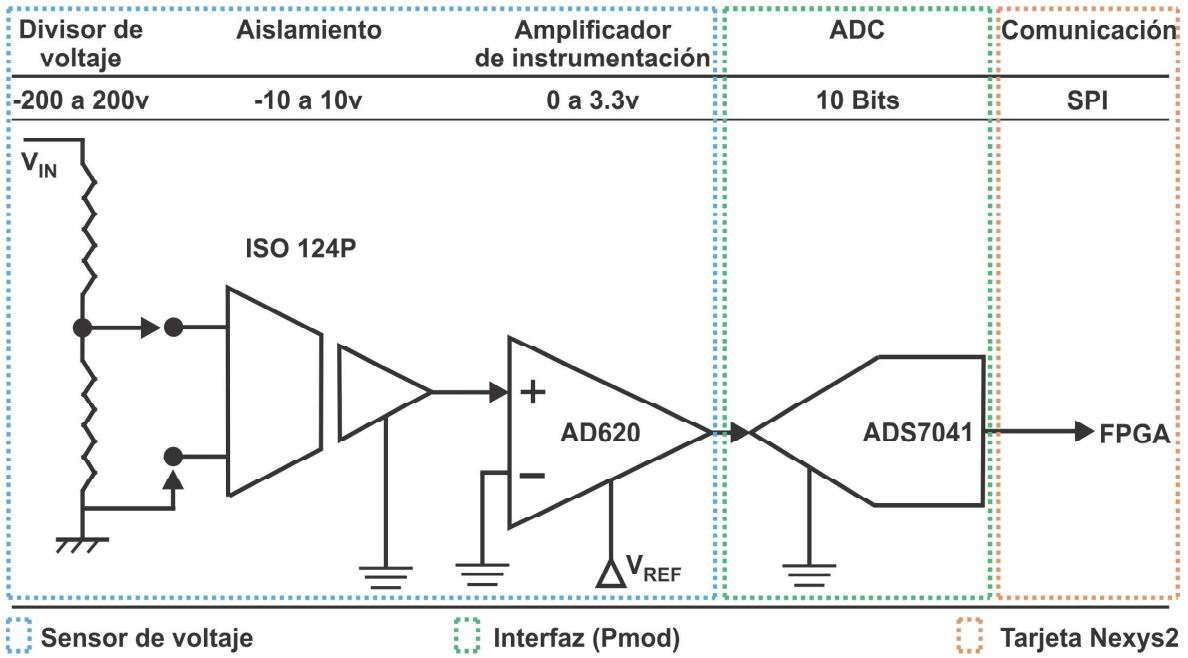 Divisor de voltaje
Aislamiento
Amplificador de instrumentación
ADC
Comunicación
-200 a 200v
-10 a 10v
0 a 3.3v
10 Bits
SPI
VIN
ISO 124P
+
AD620
ADS7041
FPGA
−
VREF
Sensor de voltaje
Interfaz (Pmod)
Tarjeta Nexys2